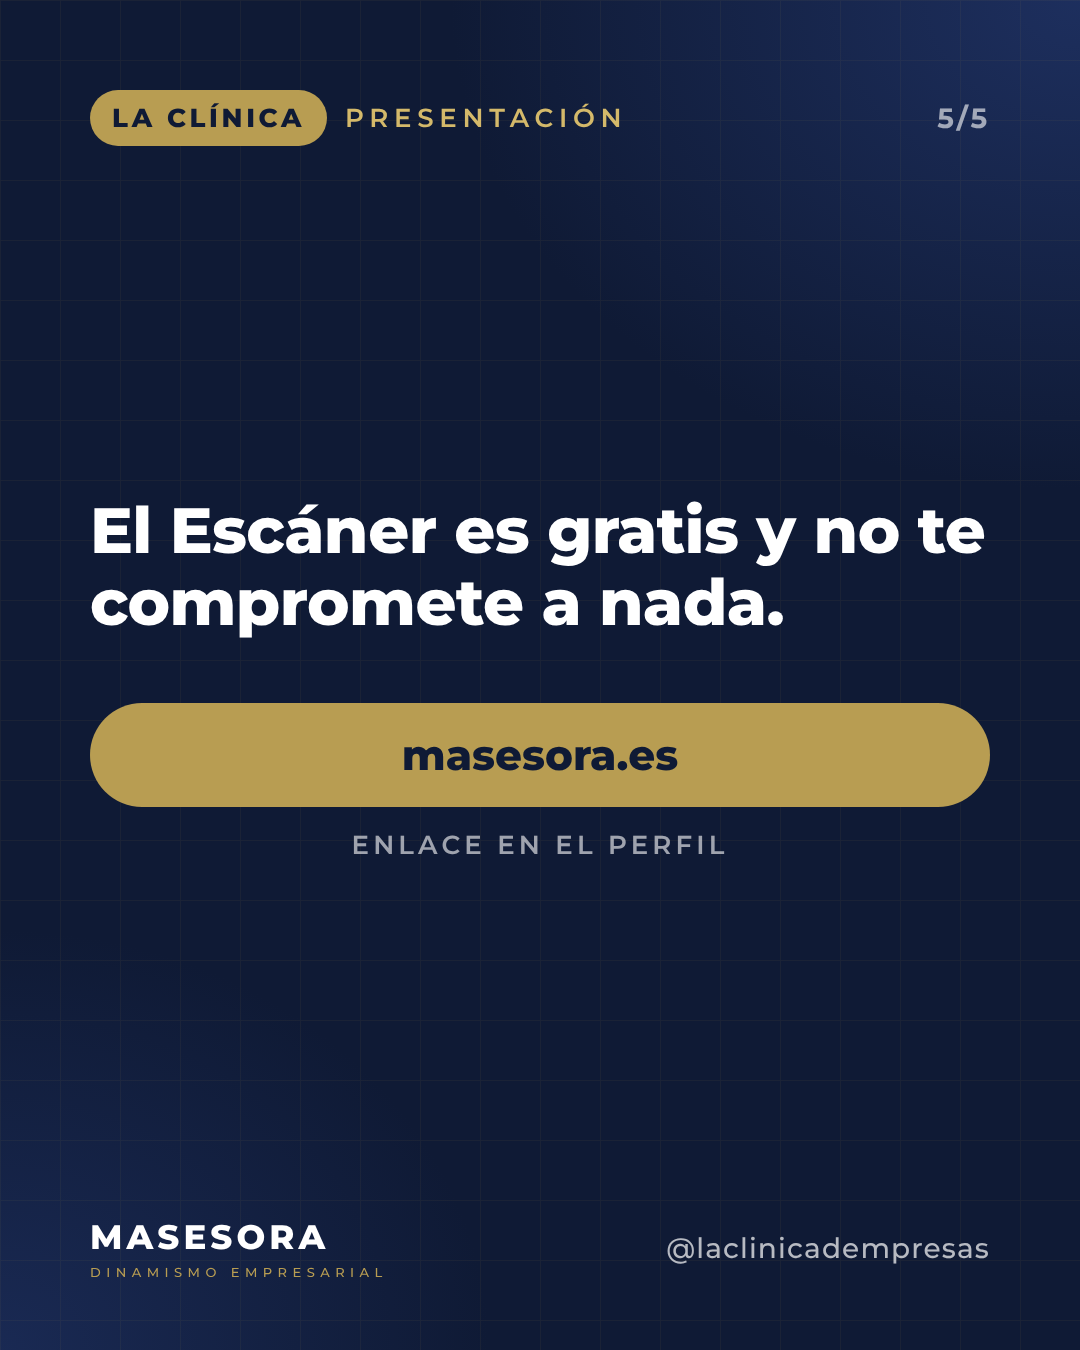 LA CLÍNICA PRESENTACIÓN 5/5
El Escáner es gratis y no te
compromete a nada.
masesora.es
ENLACE EN EL PERFIL
MASESORA
DINAMISMO EMPRESARIAL
@laclinicadempresas